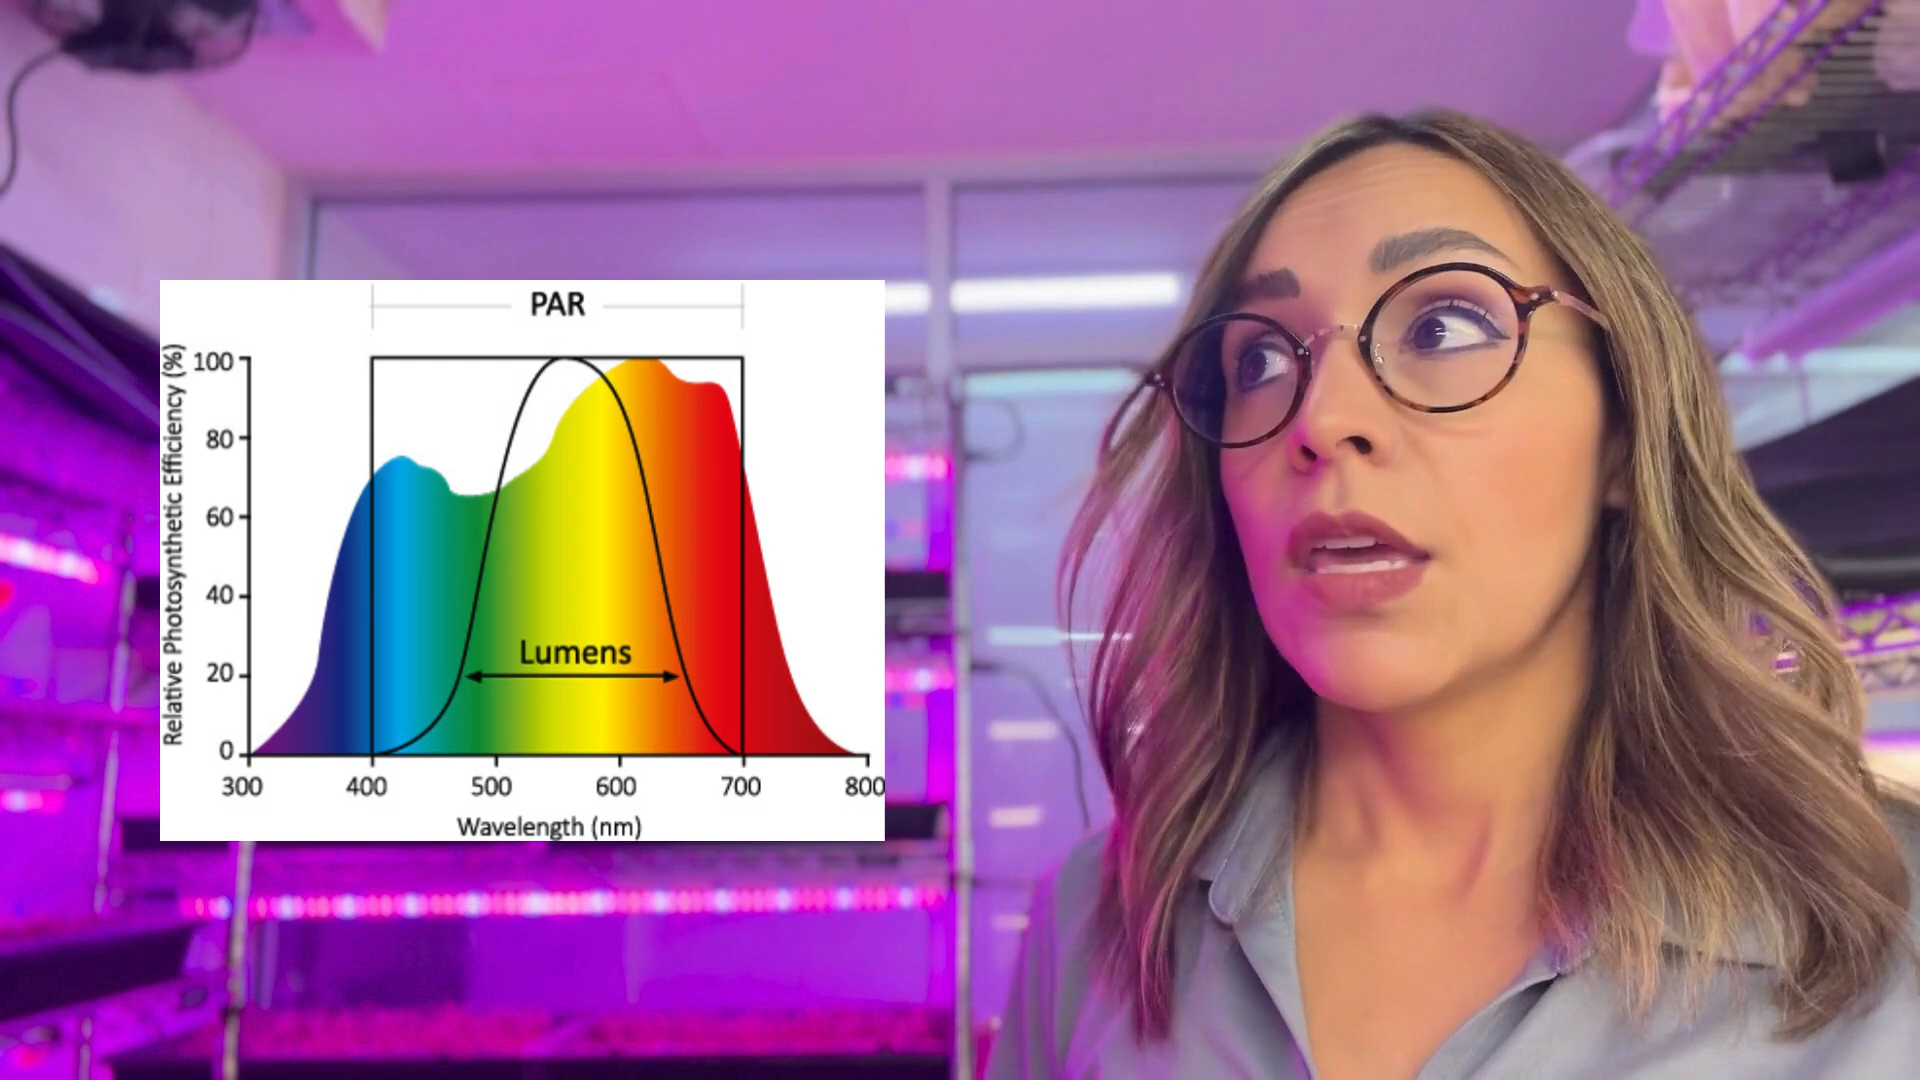 PAR
Relative Photosynthetic Efficiency (%)
100
80
60
40
20
0
Lumens
300 400 500 600 700 800
Wavelength (nm)